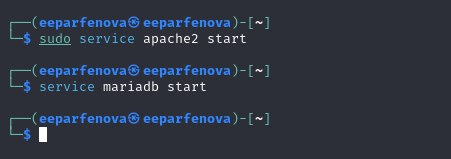 ┌──(eeparfenova㉿eeparfenova)-[~]
└─$ sudo service apache2 start
┌──(eeparfenova㉿eeparfenova)-[~]
└─$ service mariadb start
┌──(eeparfenova㉿eeparfenova)-[~]
└─$